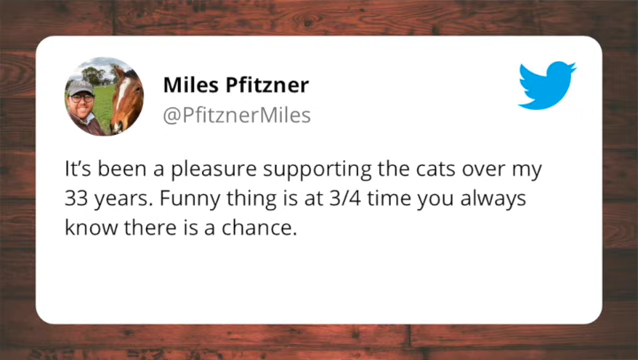 Miles Pfitzner
@PfitznerMiles
It’s been a pleasure supporting the cats over my
33 years. Funny thing is at 3/4 time you always
know there is a chance.